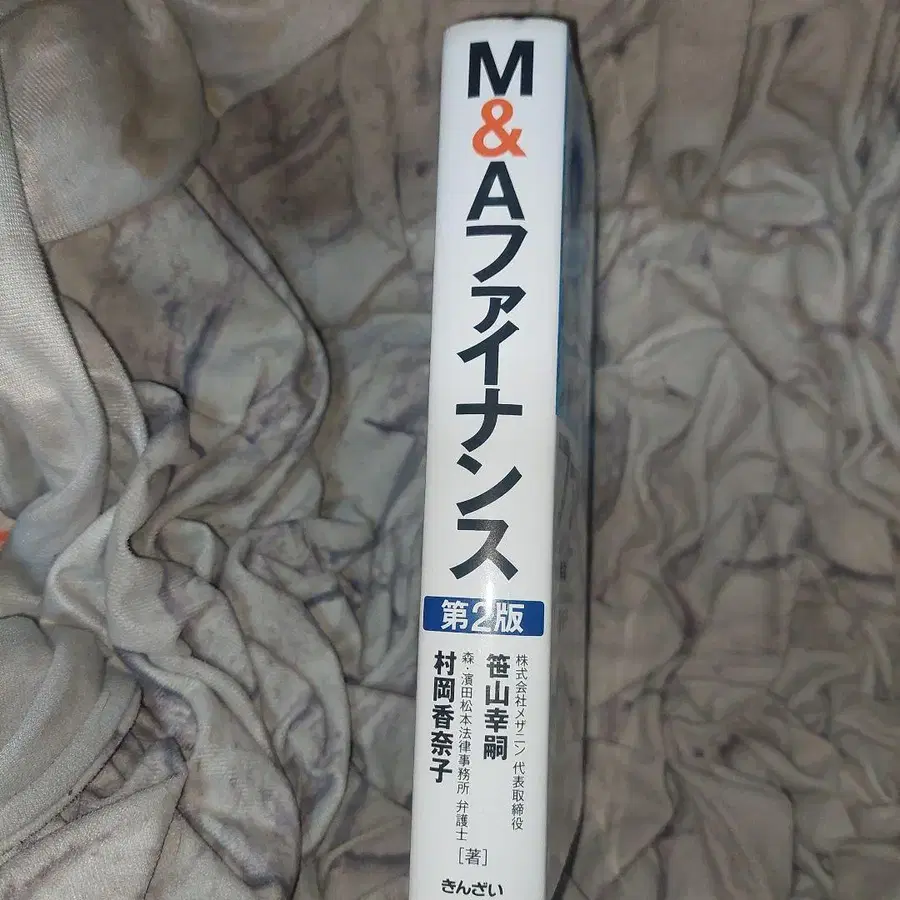 M&Aファイナンス
第2版
株式会社メザニン 代表取締役
笹山幸嗣
森・濱田松本法律事務所 弁護士
村岡香奈子
[著]
きんざい